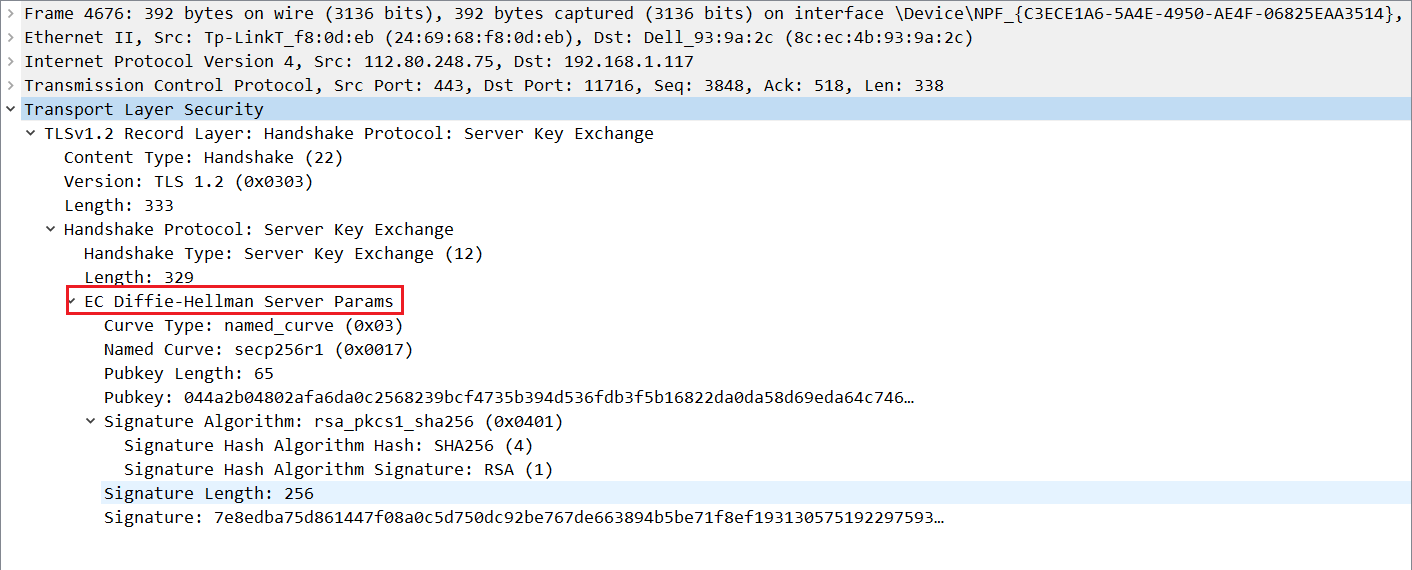 Frame 4676: 392 bytes on wire (3136 bits), 392 bytes captured (3136 bits) on interface \Device\NPF_{C3ECE1A6-5A4E-4950-AE4F-06825EAA3514},
Ethernet II, Src: Tp-LinkT_f8:0d:eb (24:69:68:f8:0d:eb), Dst: Dell_93:9a:2c (8c:ec:4b:93:9a:2c)
Internet Protocol Version 4, Src: 112.80.248.75, Dst: 192.168.1.117
Transmission Control Protocol, Src Port: 443, Dst Port: 11716, Seq: 3848, Ack: 518, Len: 338
Transport Layer Security
TLSv1.2 Record Layer: Handshake Protocol: Server Key Exchange
Content Type: Handshake (22)
Version: TLS 1.2 (0x0303)
Length: 333
Handshake Protocol: Server Key Exchange
Handshake Type: Server Key Exchange (12)
Length: 329
EC Diffie-Hellman Server Params
Curve Type: named_curve (0x03)
Named Curve: secp256r1 (0x0017)
Pubkey Length: 65
Pubkey: 044a2b04802afa6da0c2568239bcf4735b394d536fdb3f5b16822da0da58d69eda64c746…
Signature Algorithm: rsa_pkcs1_sha256 (0x0401)
Signature Hash Algorithm Hash: SHA256 (4)
Signature Hash Algorithm Signature: RSA (1)
Signature Length: 256
Signature: 7e8edba75d861447f08a0c5d750dc92be767de663894b5be71f8ef193130575192297593…